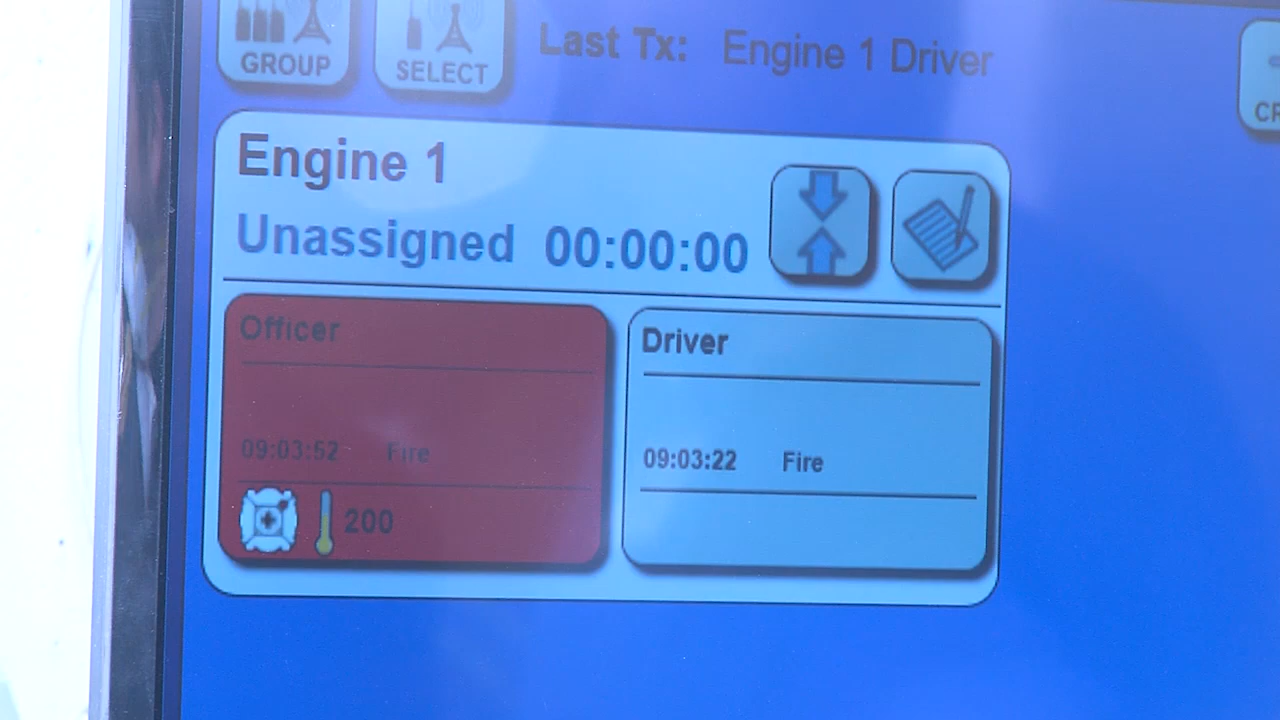 GROUP
SELECT
Last Tx: Engine 1 Driver
CR
Engine 1
Unassigned 00:00:00
Officer
09:03:52 Fire
200
Driver
09:03:22 Fire